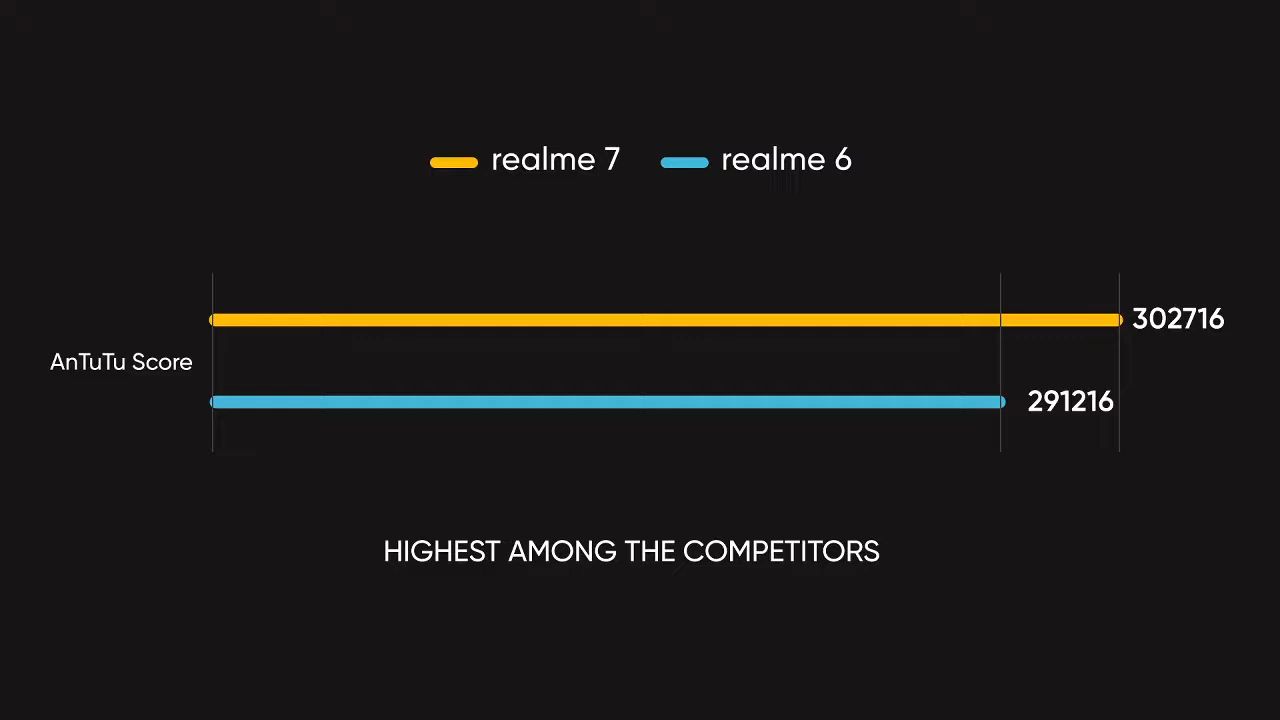 realme 7 realme 6
302716
AnTuTu Score
291216
HIGHEST AMONG THE COMPETITORS